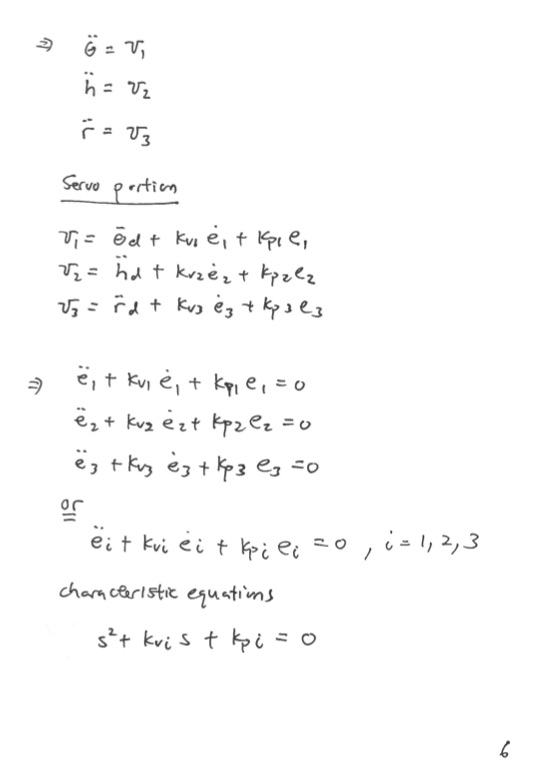 ⇒ θ̈ = v₁
ḧ = v₂
r̈ = v₃
Servo portion
v₁ = θ̈d + kv₁ ė₁ + kp₁ e₁
v₂ = ḧd + kv₂ ė₂ + kp₂ e₂
v₃ = r̈d + kv₃ ė₃ + kp₃ e₃
⇒ ë₁ + kv₁ ė₁ + kp₁ e₁ = 0
ë₂ + kv₂ ė₂ + kp₂ e₂ = 0
ë₃ + kv₃ ė₃ + kp₃ e₃ = 0
or
ëi + kvi ėi + kpi ei = 0 , i = 1, 2, 3
characteristic equations
s² + kvi s + kpi = 0
6